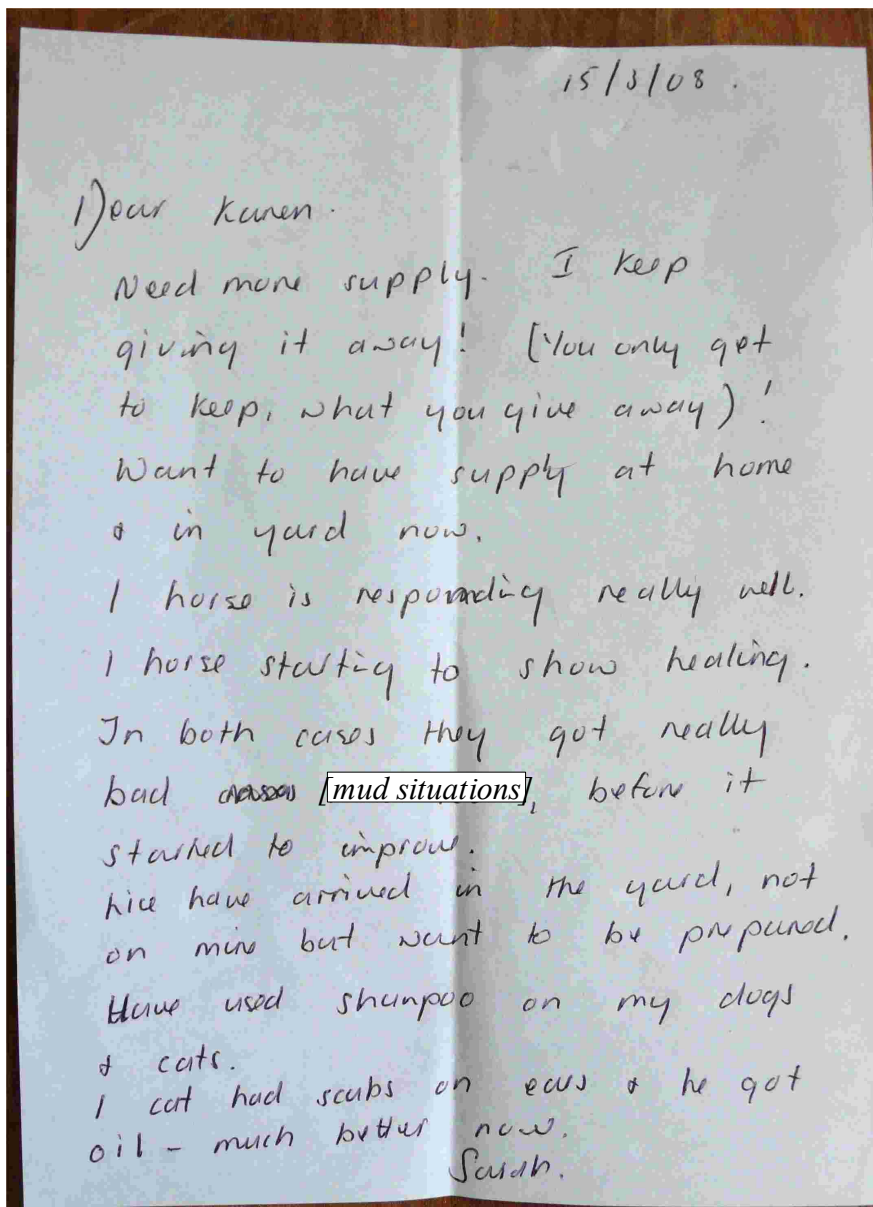 15/3/08.
Dear Karen.
Need more supply. I keep
giving it away! (You only get
to keep, what you give away)!
Want to have supply at home
& in yard now.
1 horse is responding really well.
1 horse starting to show healing.
In both cases they got really
bad [mud situations], before it
started to improve.
Lice have arrived in the yard, not
on mine but want to be prepared.
Have used shampoo on my dogs
& cats.
1 cat had scabs on ears & he got
oil - much better now.
Sarah.